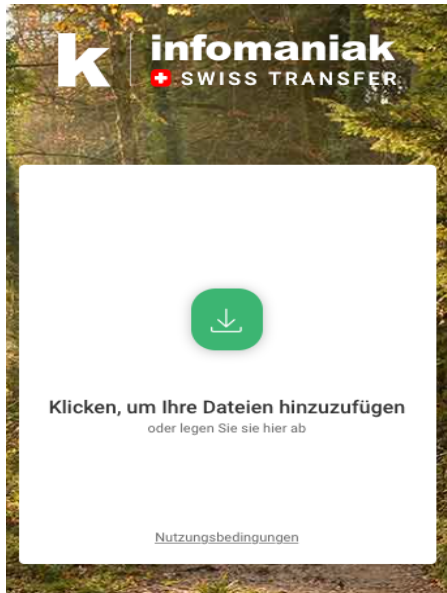 k infomaniak
SWISS TRANSFER
Klicken, um Ihre Dateien hinzuzufügen
oder legen Sie sie hier ab
Nutzungsbedingungen